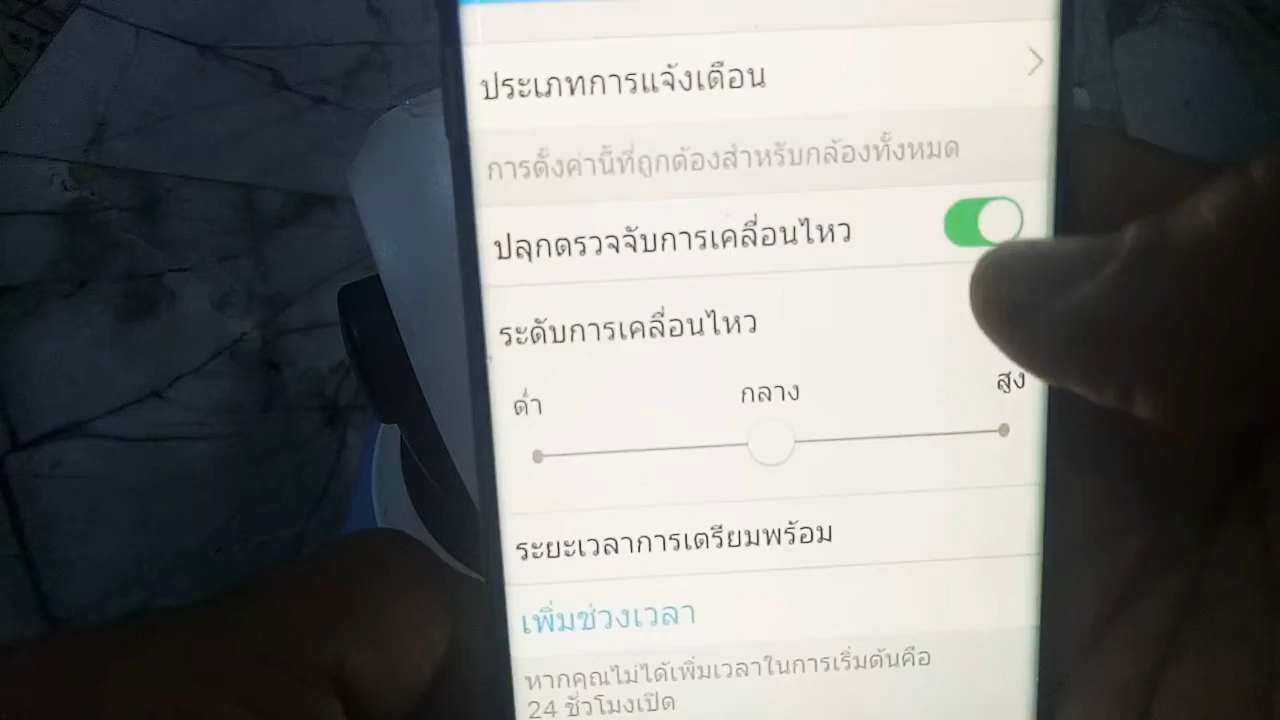 ประเภทการแจ้งเตือน
การตั้งค่านี้ที่ถูกต้องสำหรับกล้องทั้งหมด
ปลุกตรวจจับการเคลื่อนไหว
ระดับการเคลื่อนไหว
ต่ำ กลาง สูง
ระยะเวลาการเตรียมพร้อม
เพิ่มช่วงเวลา
หากคุณไม่ได้เพิ่มเวลาในการเริ่มต้นคือ
24 ชั่วโมงเปิด